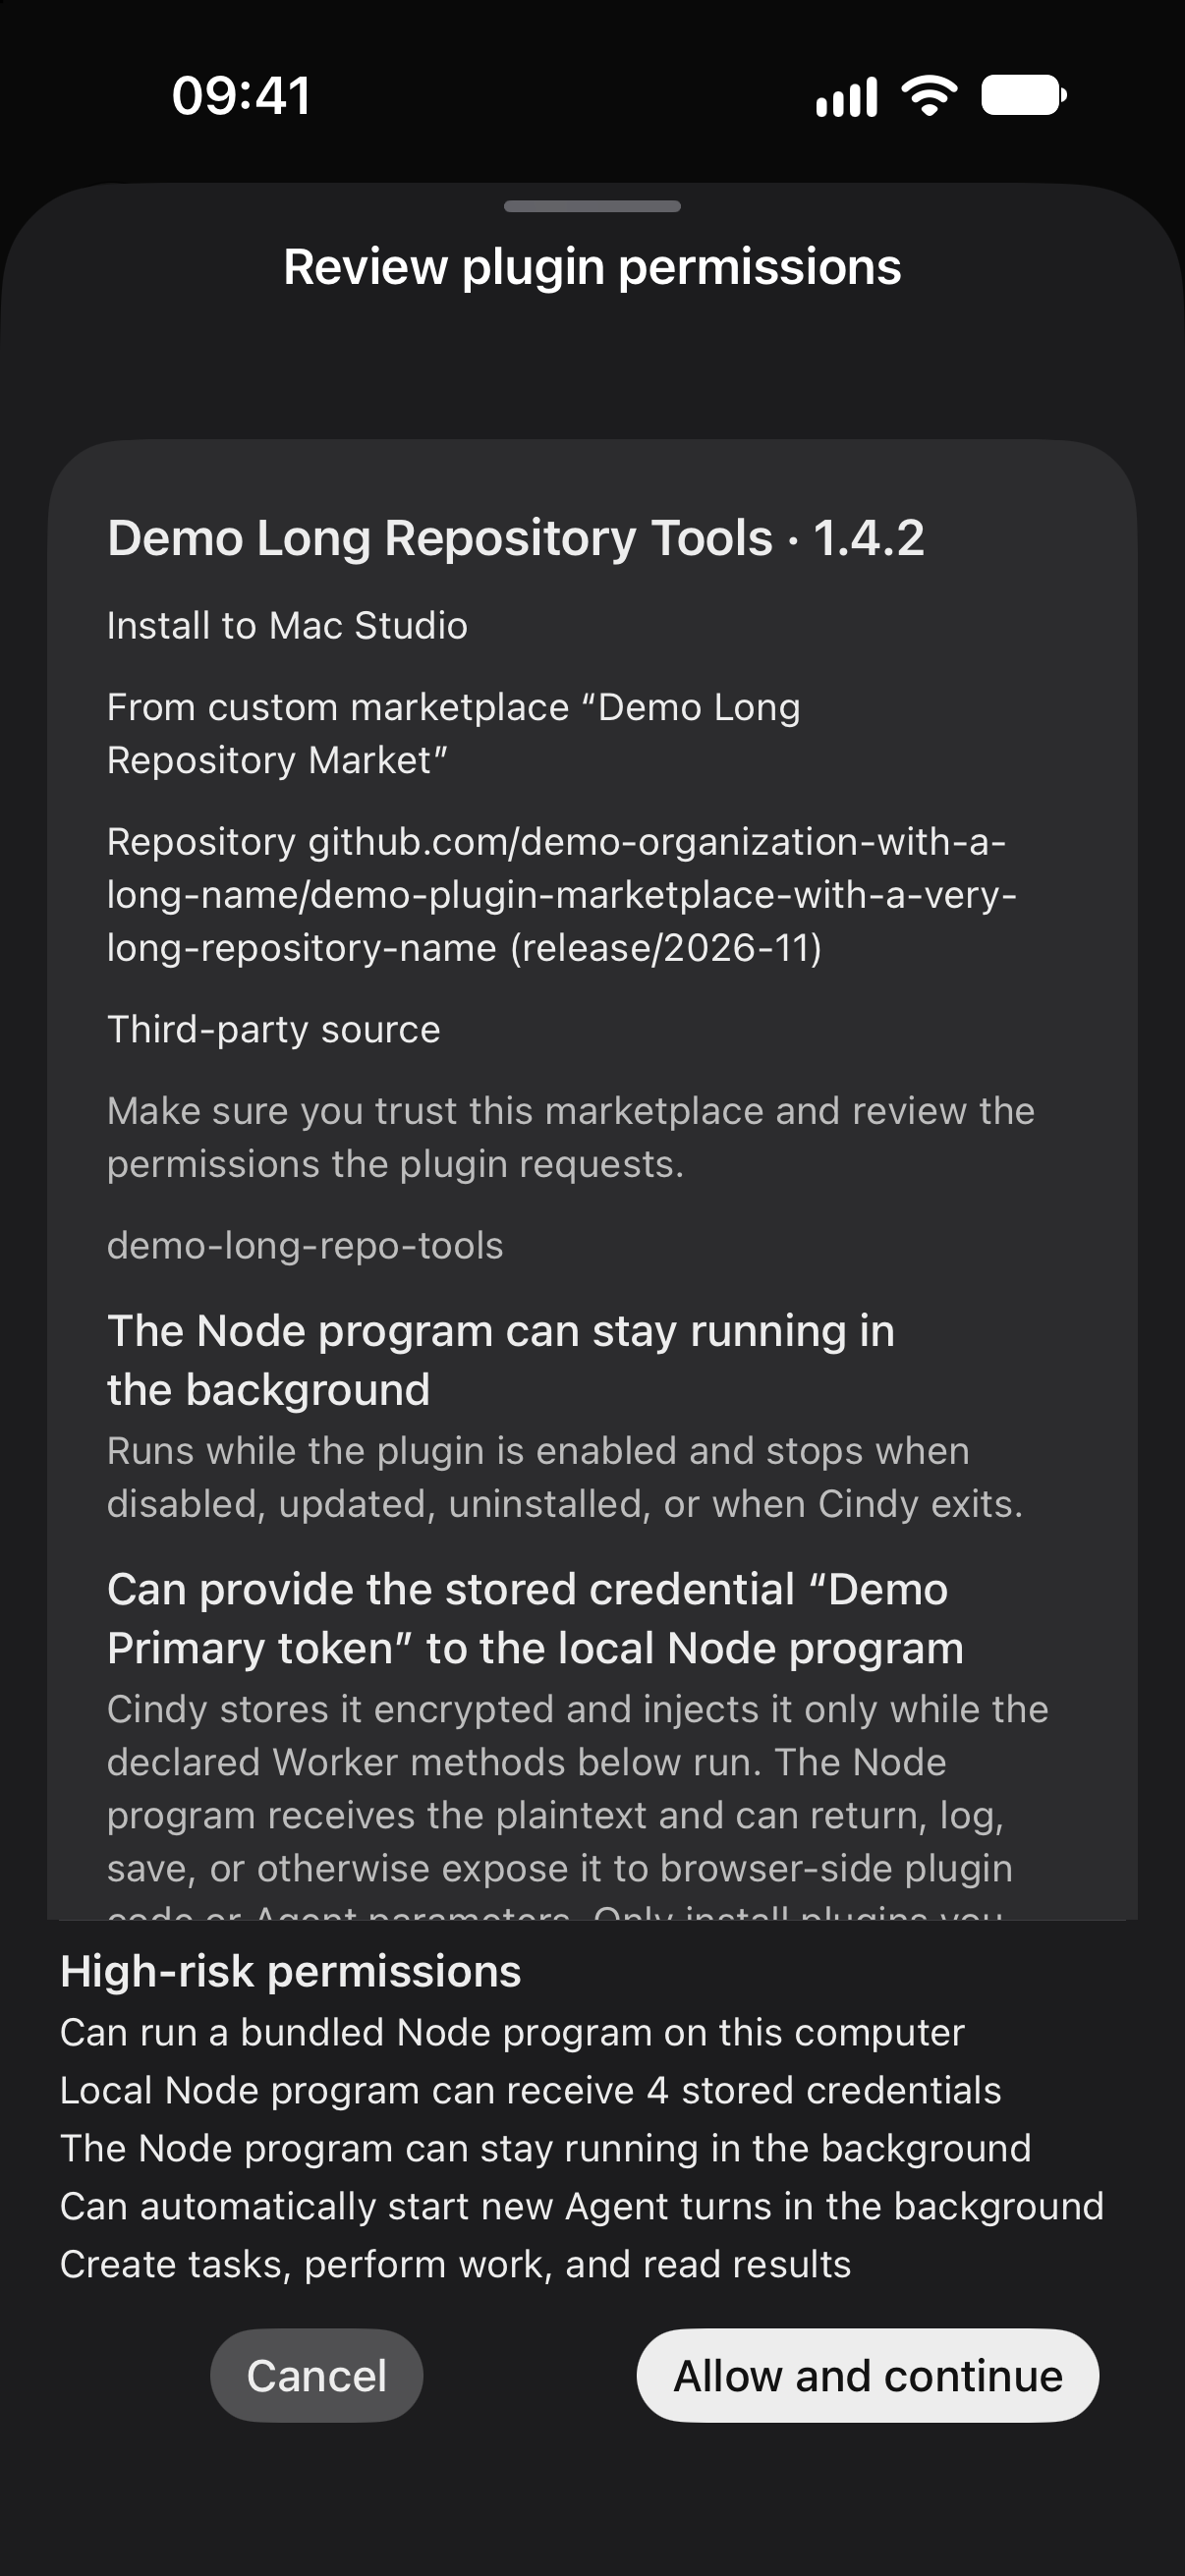 09:41
Review plugin permissions
Demo Long Repository Tools · 1.4.2
Install to Mac Studio
From custom marketplace “Demo Long
Repository Market”
Repository github.com/demo-organization-with-a-
long-name/demo-plugin-marketplace-with-a-very-
long-repository-name (release/2026-11)
Third-party source
Make sure you trust this marketplace and review the
permissions the plugin requests.
demo-long-repo-tools
The Node program can stay running in
the background
Runs while the plugin is enabled and stops when
disabled, updated, uninstalled, or when Cindy exits.
Can provide the stored credential “Demo
Primary token” to the local Node program
Cindy stores it encrypted and injects it only while the
declared Worker methods below run. The Node
program receives the plaintext and can return, log,
save, or otherwise expose it to browser-side plugin
code or Agent parameters. Only install plugins you
High-risk permissions
Can run a bundled Node program on this computer
Local Node program can receive 4 stored credentials
The Node program can stay running in the background
Can automatically start new Agent turns in the background
Create tasks, perform work, and read results
Cancel
Allow and continue